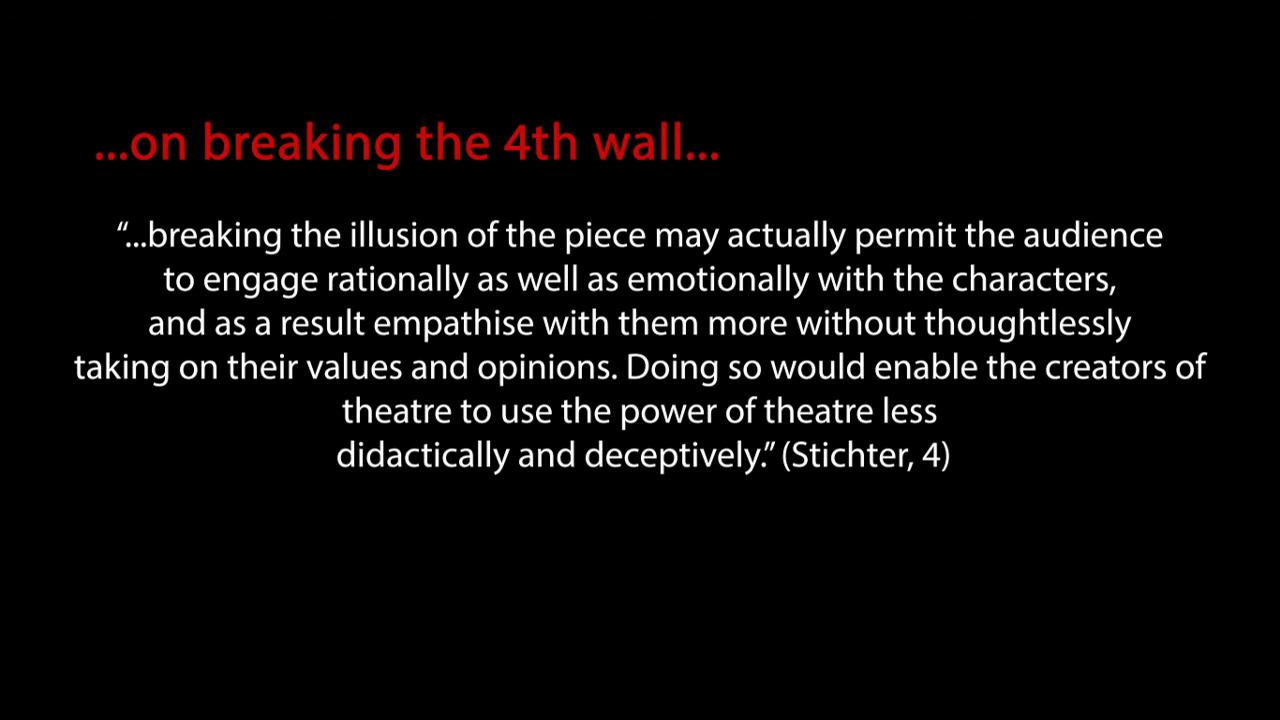 ...on breaking the 4th wall...
“...breaking the illusion of the piece may actually permit the audience
to engage rationally as well as emotionally with the characters,
and as a result empathise with them more without thoughtlessly
taking on their values and opinions. Doing so would enable the creators of
theatre to use the power of theatre less
didactically and deceptively.” (Stichter, 4)